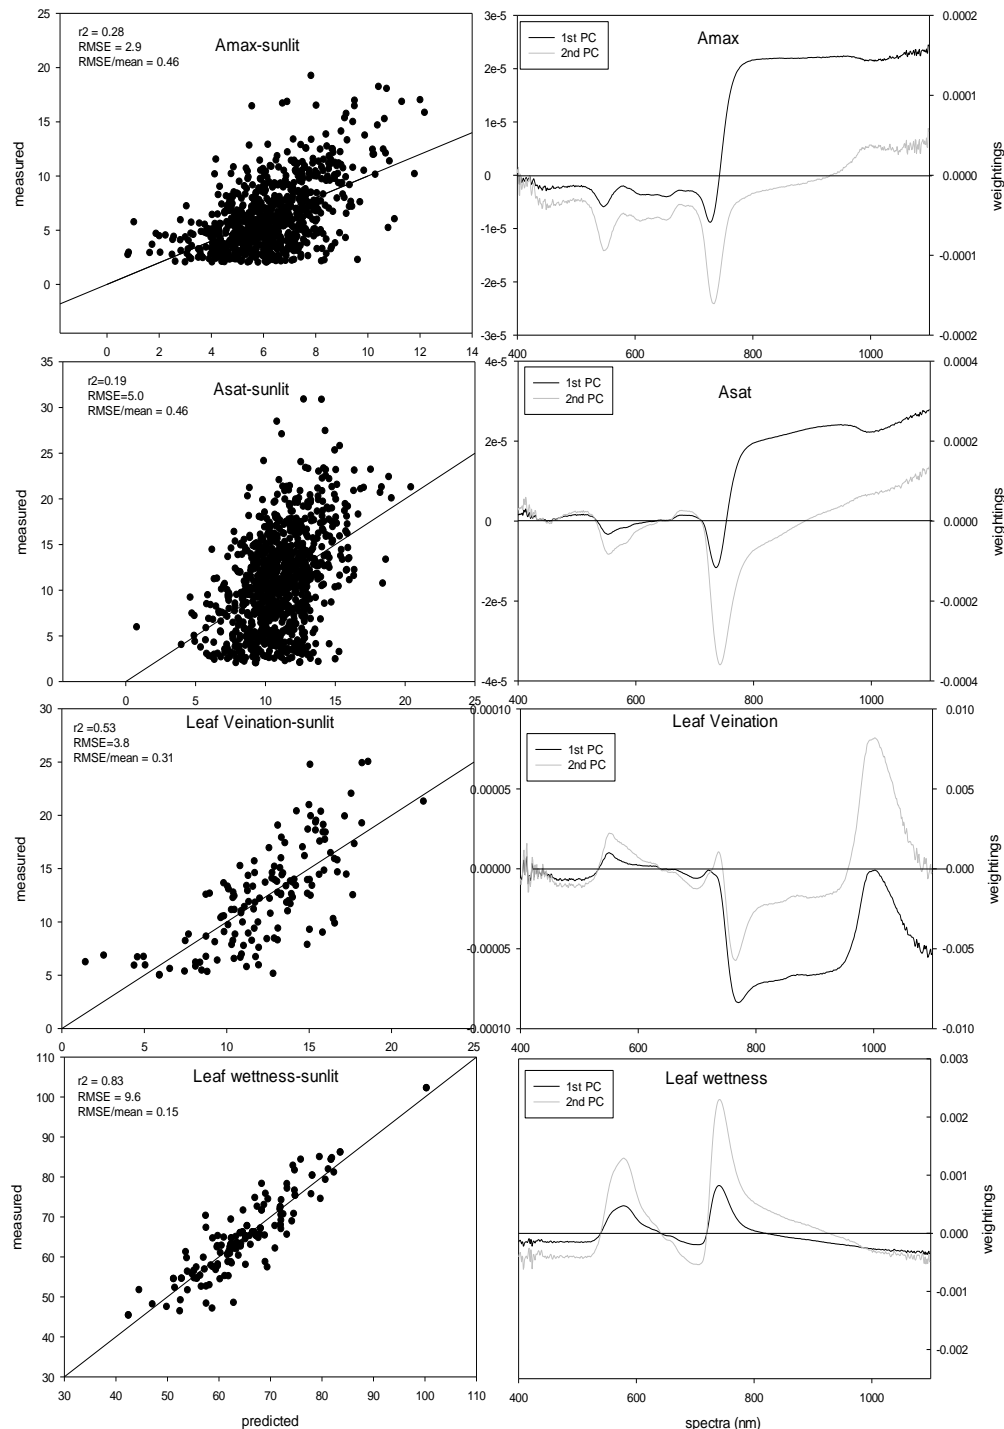 r2 = 0.28
RMSE = 2.9
RMSE/mean = 0.46
Amax-sunlit
measured
25
20
15
10
5
0
0 2 4 6 8 10 12 14
Amax
1st PC
2nd PC
3e-5
2e-5
1e-5
0
-1e-5
-2e-5
-3e-5
0.0002
0.0001
0.0000
-0.0001
-0.0002
weightings
400 600 800 1000
r2=0.19
RMSE=5.0
RMSE/mean = 0.46
Asat-sunlit
measured
35
30
25
20
15
10
5
0
0 5 10 15 20 25
Asat
1st PC
2nd PC
4e-5
2e-5
0
-2e-5
-4e-5
0.0004
0.0002
0.0000
-0.0002
-0.0004
weightings
400 600 800 1000
r2 =0.53
RMSE=3.8
RMSE/mean = 0.31
Leaf Veination-sunlit
measured
30
25
20
15
10
5
0
0 5 10 15 20 25
Leaf Veination
1st PC
2nd PC
0.00010
0.00005
0.00000
-0.00005
-0.00010
0.010
0.005
0.000
-0.005
-0.010
weightings
400 600 800 1000
r2 = 0.83
RMSE = 9.6
RMSE/mean = 0.15
Leaf wettness-sunlit
measured
110
100
90
80
70
60
50
40
30
30 40 50 60 70 80 90 100 110
predicted
Leaf wettness
1st PC
2nd PC
0.003
0.002
0.001
0.000
-0.001
-0.002
weightings
400 600 800 1000
spectra (nm)